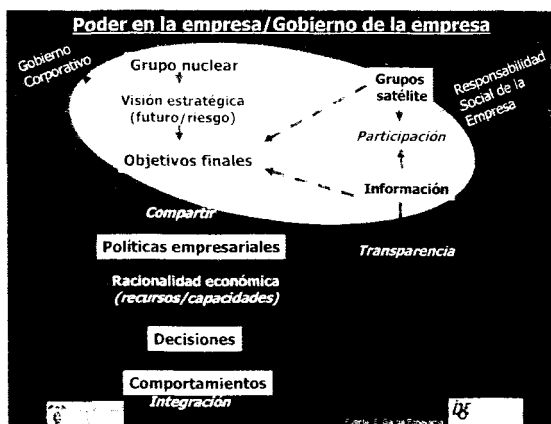 Poder en la empresa/Gobierno de la empresa
Gobierno
Corporativo
Grupo nuclear
Visión estratégica
(futuro/riesgo)
Objetivos finales
Grupos
satélite
Participación
Información
Responsabilidad
Social de la
Empresa
Compartir
Transparencia
Políticas empresariales
Racionalidad económica
(recursos/capacidades)
Decisiones
Comportamientos
Integración